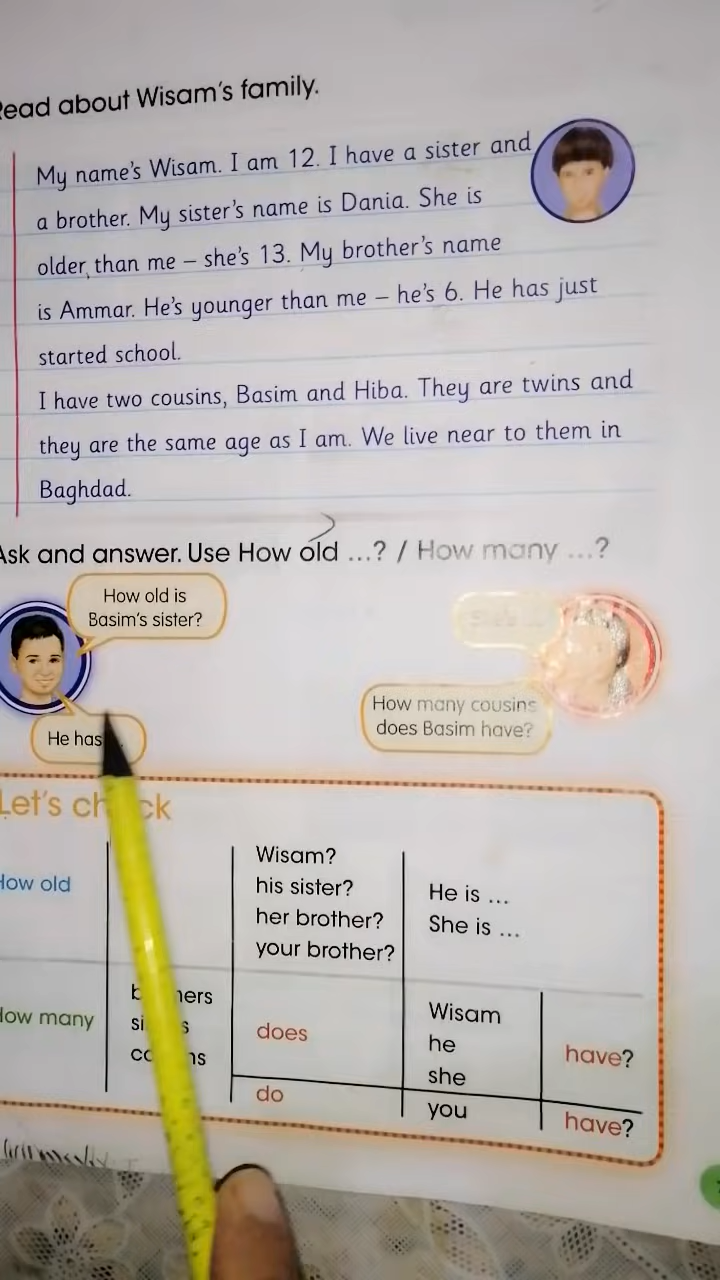 Read about Wisam's family.
My name's Wisam. I am 12. I have a sister and
a brother. My sister's name is Dania. She is
older than me – she's 13. My brother's name
is Ammar. He's younger than me – he's 6. He has just
started school.
I have two cousins, Basim and Hiba. They are twins and
they are the same age as I am. We live near to them in
Baghdad.
Ask and answer. Use How old ...? / How many ...?
How old is
Basim's sister?
How many cousins
does Basim have?
He has
Let's
How old
Wisam?
his sister?
her brother?
your brother?
He is ...
She is ...
How many
does
Wisam
he
she
have?
do
you
have?